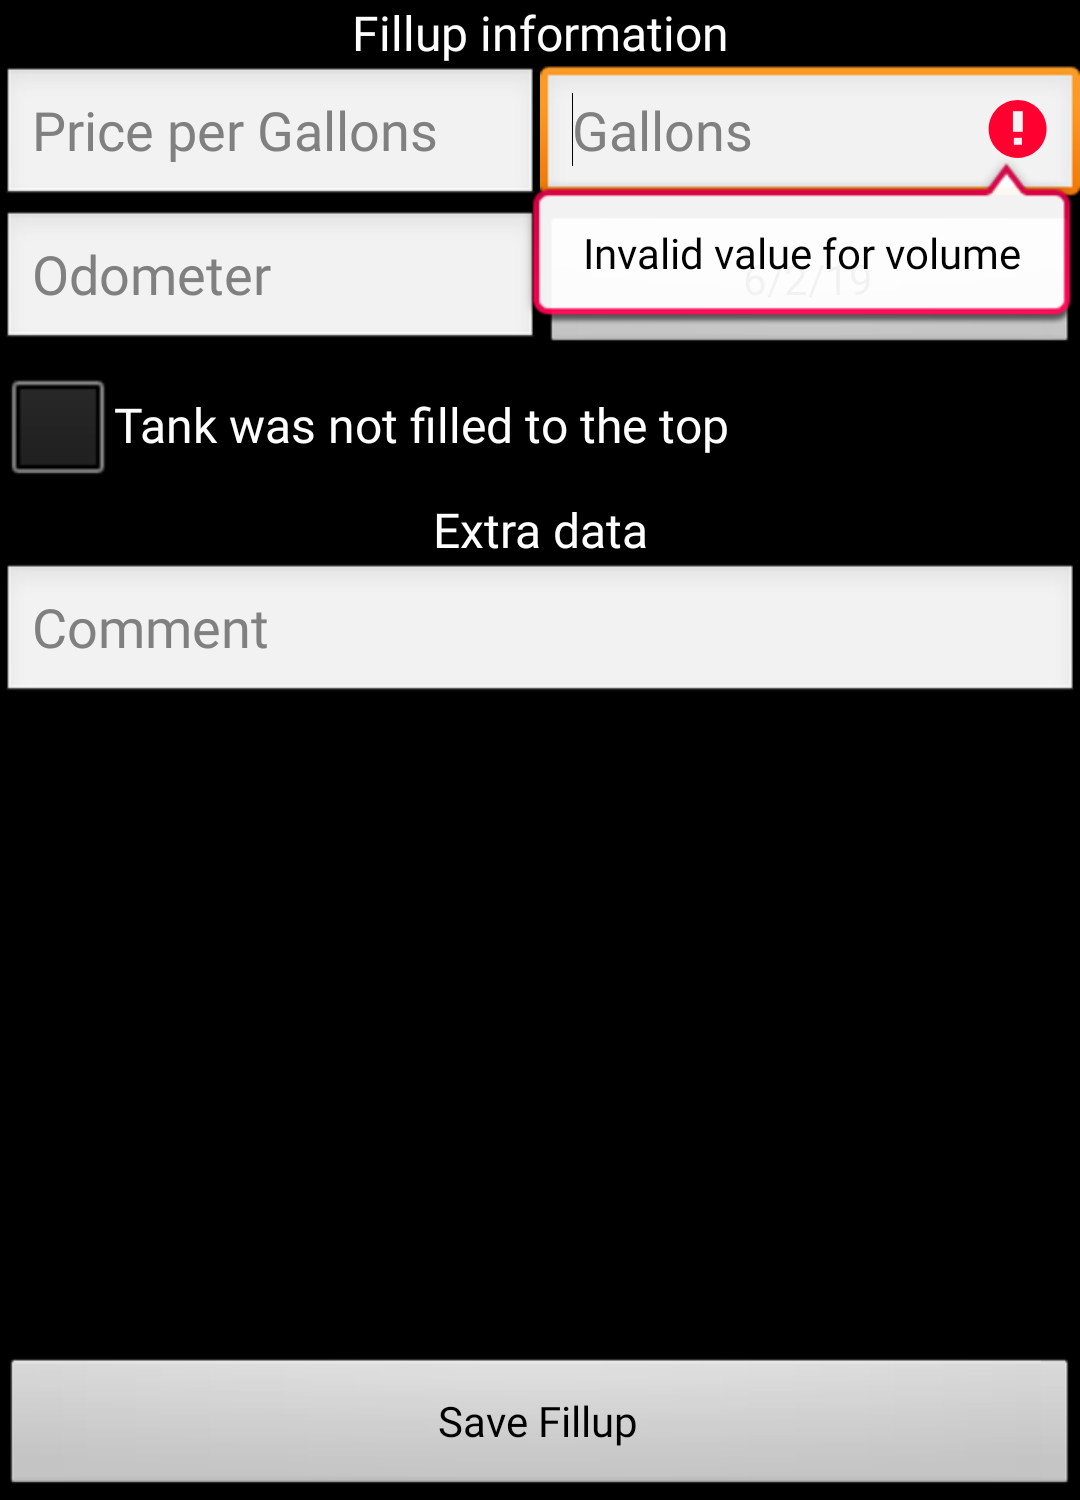 Fillup information
Price per Gallons
Gallons
Invalid value for volume
Odometer
6/2/19
Tank was not filled to the top
Extra data
Comment
Save Fillup